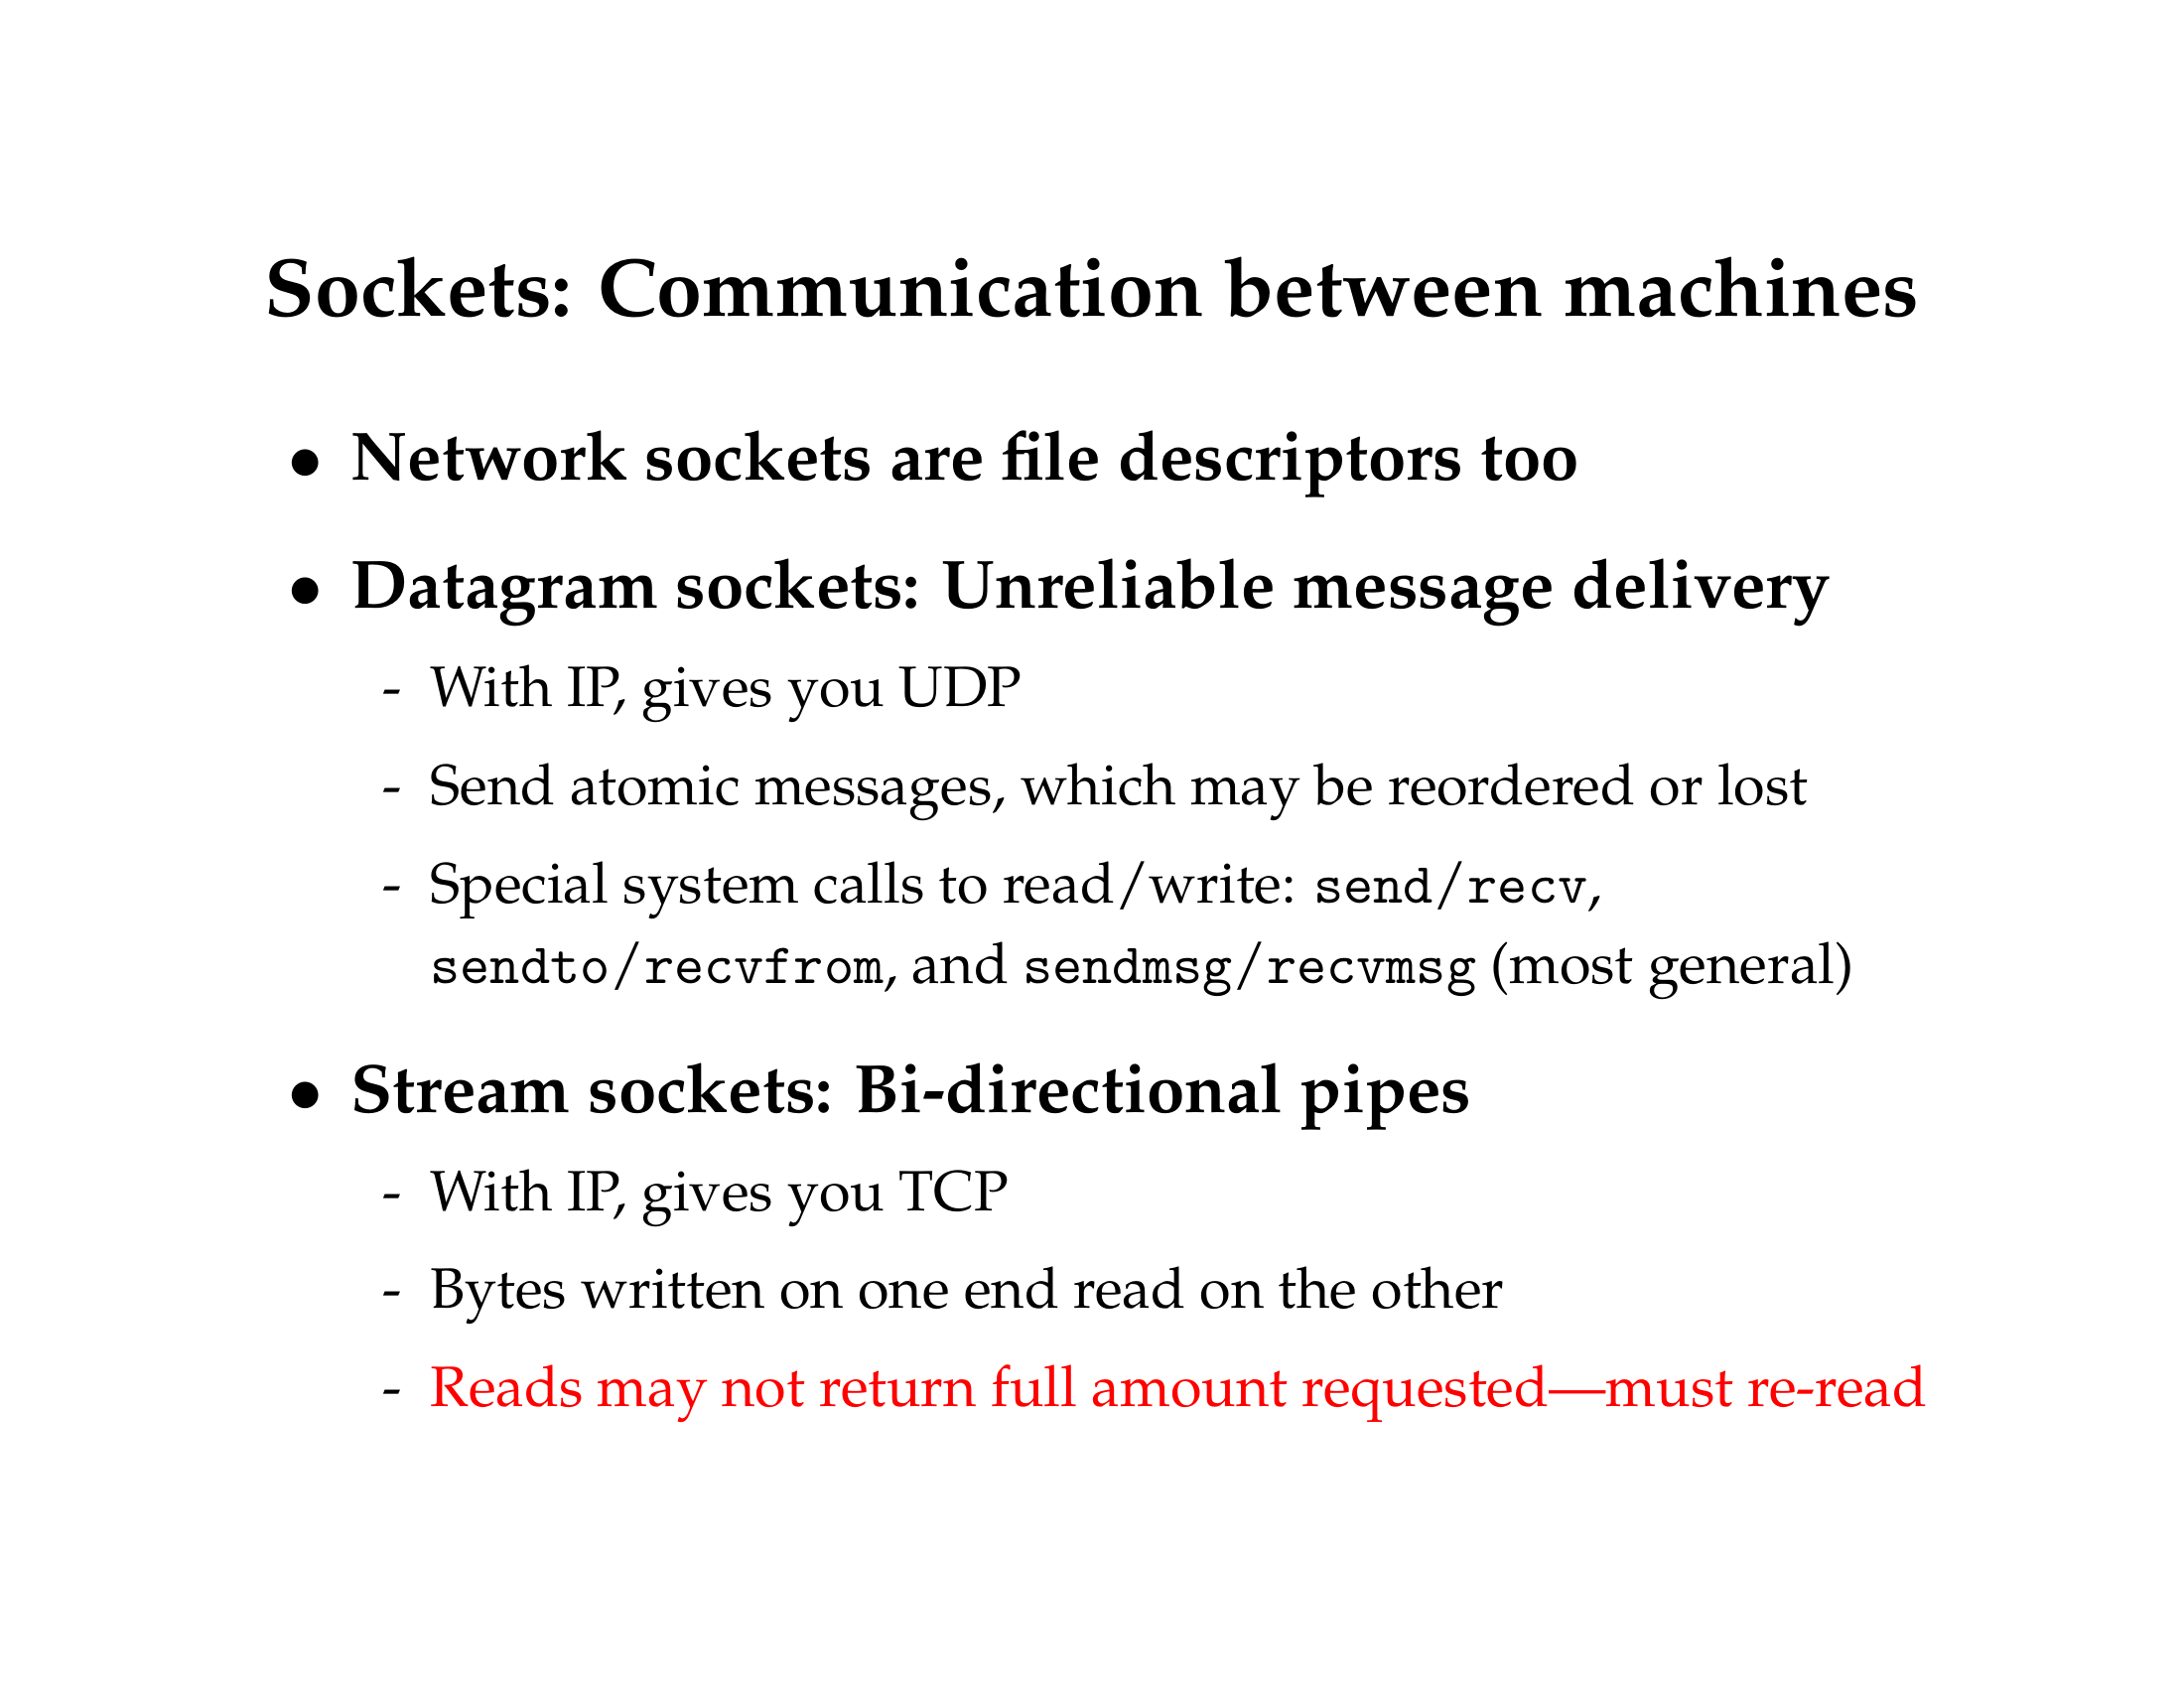 Sockets: Communication between machines
• Network sockets are file descriptors too
• Datagram sockets: Unreliable message delivery
- With IP, gives you UDP
- Send atomic messages, which may be reordered or lost
- Special system calls to read/write: send/recv,
sendto/recvfrom, and sendmsg/recvmsg (most general)
• Stream sockets: Bi-directional pipes
- With IP, gives you TCP
- Bytes written on one end read on the other
- Reads may not return full amount requested—must re-read